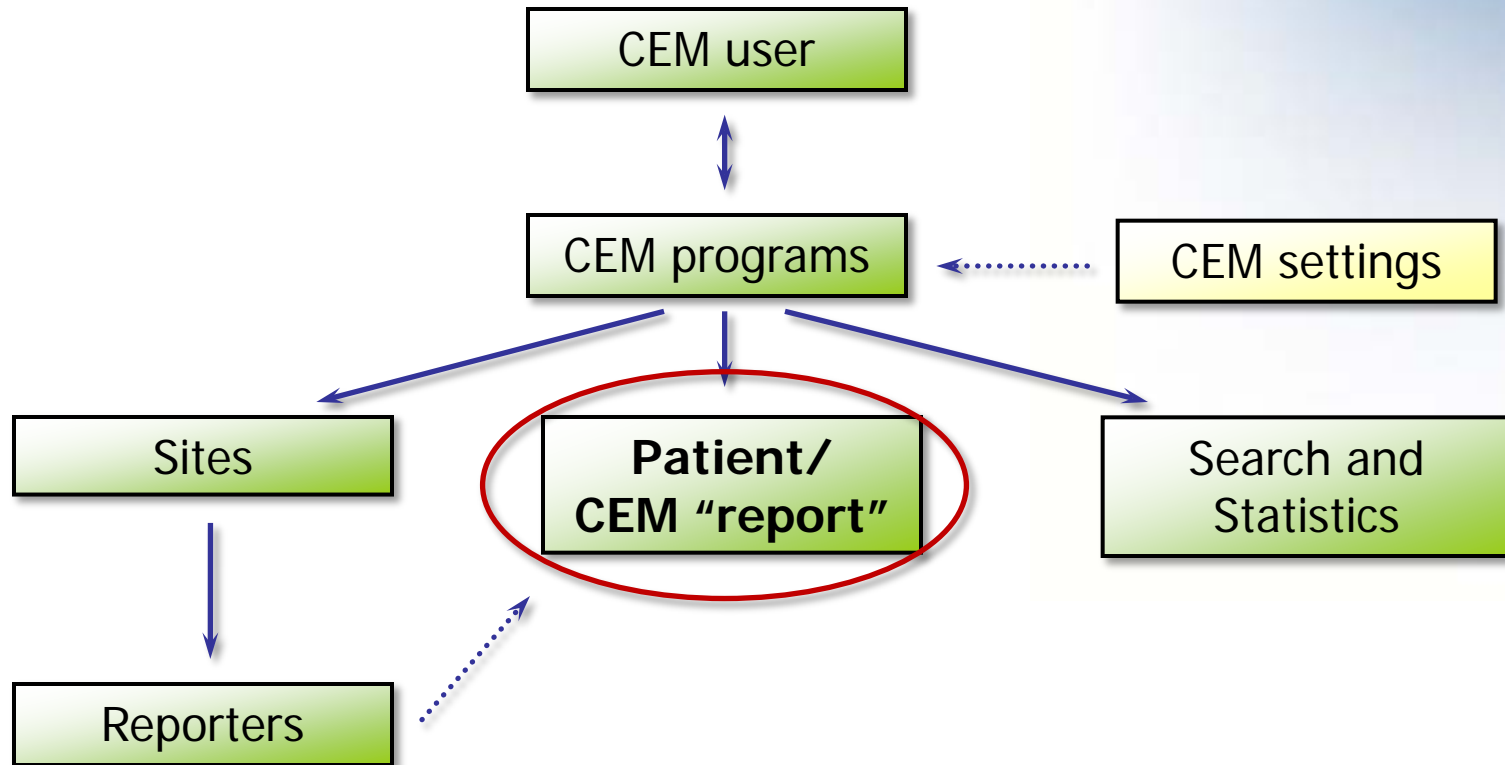 CEM user
CEM programs
CEM settings
Sites
Patient/
CEM “report”
Search and
Statistics
Reporters